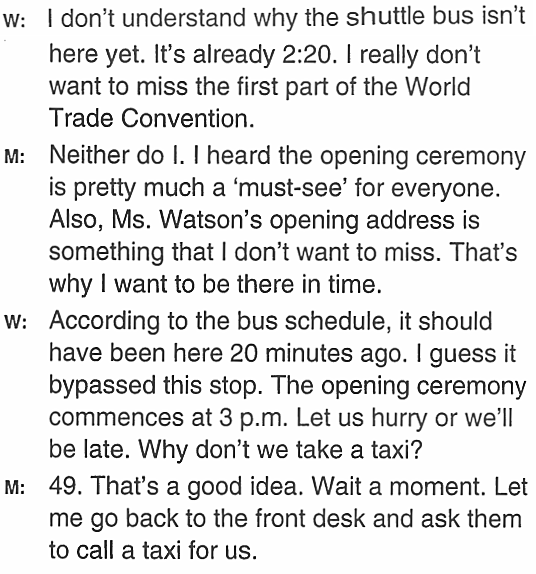 W: I don't understand why the shuttle bus isn't
here yet. It's already 2:20. I really don't
want to miss the first part of the World
Trade Convention.
M: Neither do I. I heard the opening ceremony
is pretty much a ‘must-see’ for everyone.
Also, Ms. Watson's opening address is
something that I don't want to miss. That's
why I want to be there in time.
W: According to the bus schedule, it should
have been here 20 minutes ago. I guess it
bypassed this stop. The opening ceremony
commences at 3 p.m. Let us hurry or we'll
be late. Why don't we take a taxi?
M: 49. That's a good idea. Wait a moment. Let
me go back to the front desk and ask them
to call a taxi for us.